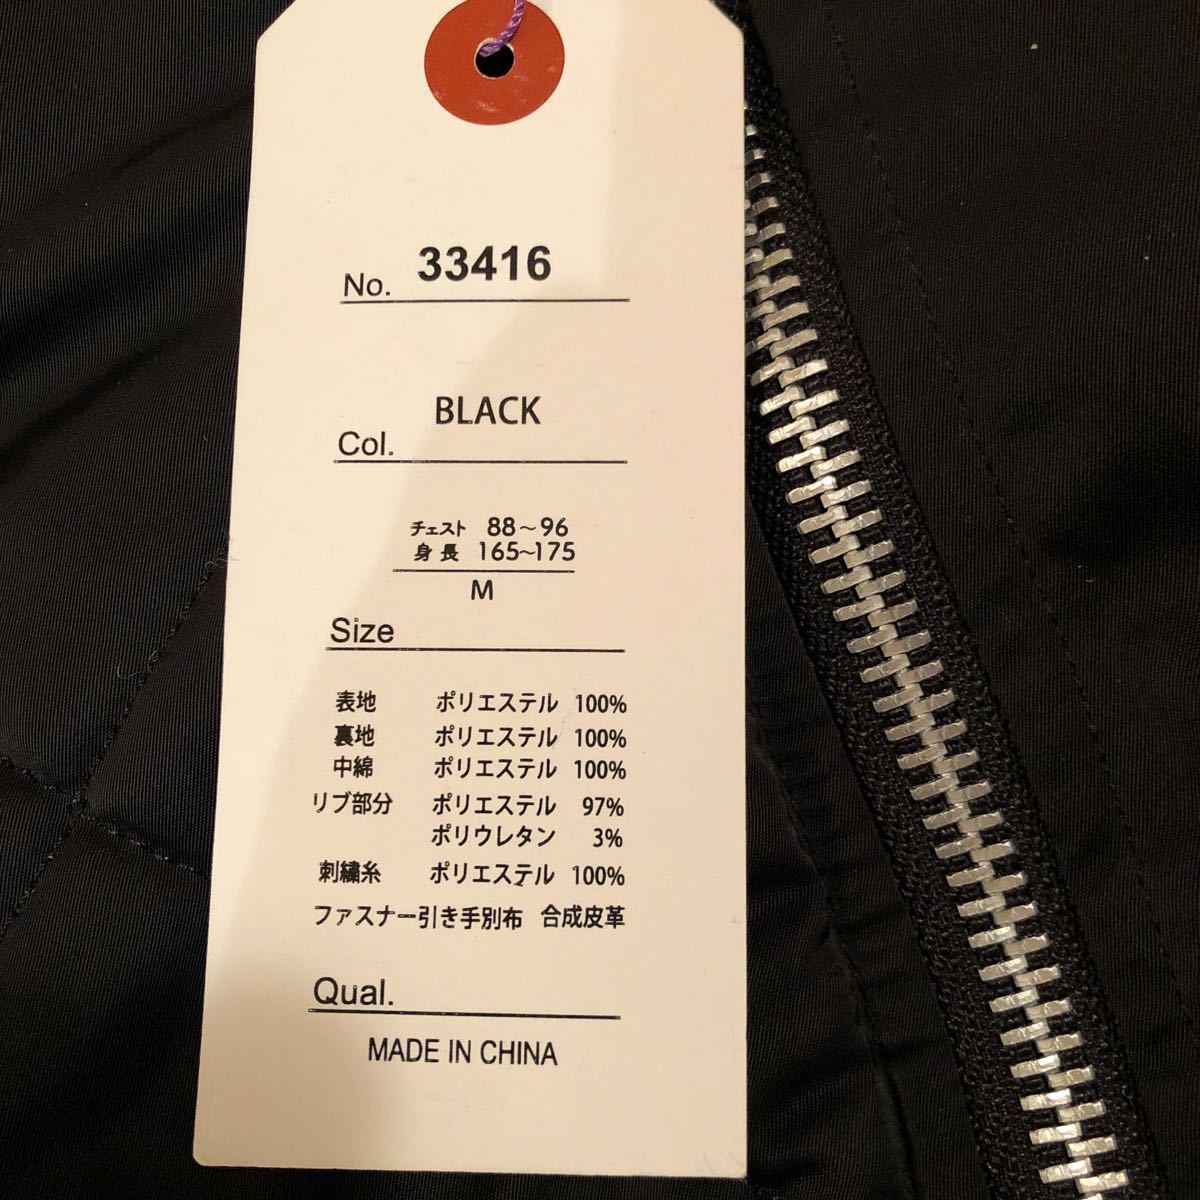 No. 33416
BLACK
Col.
チェスト 88～96
身長 165~175
M
Size
表地 ポリエステル 100%
裏地 ポリエステル 100%
中綿 ポリエステル 100%
リブ部分 ポリエステル 97%
ポリウレタン 3%
刺繍糸 ポリエステル 100%
ファスナー引き手別布 合成皮革
Qual.
MADE IN CHINA